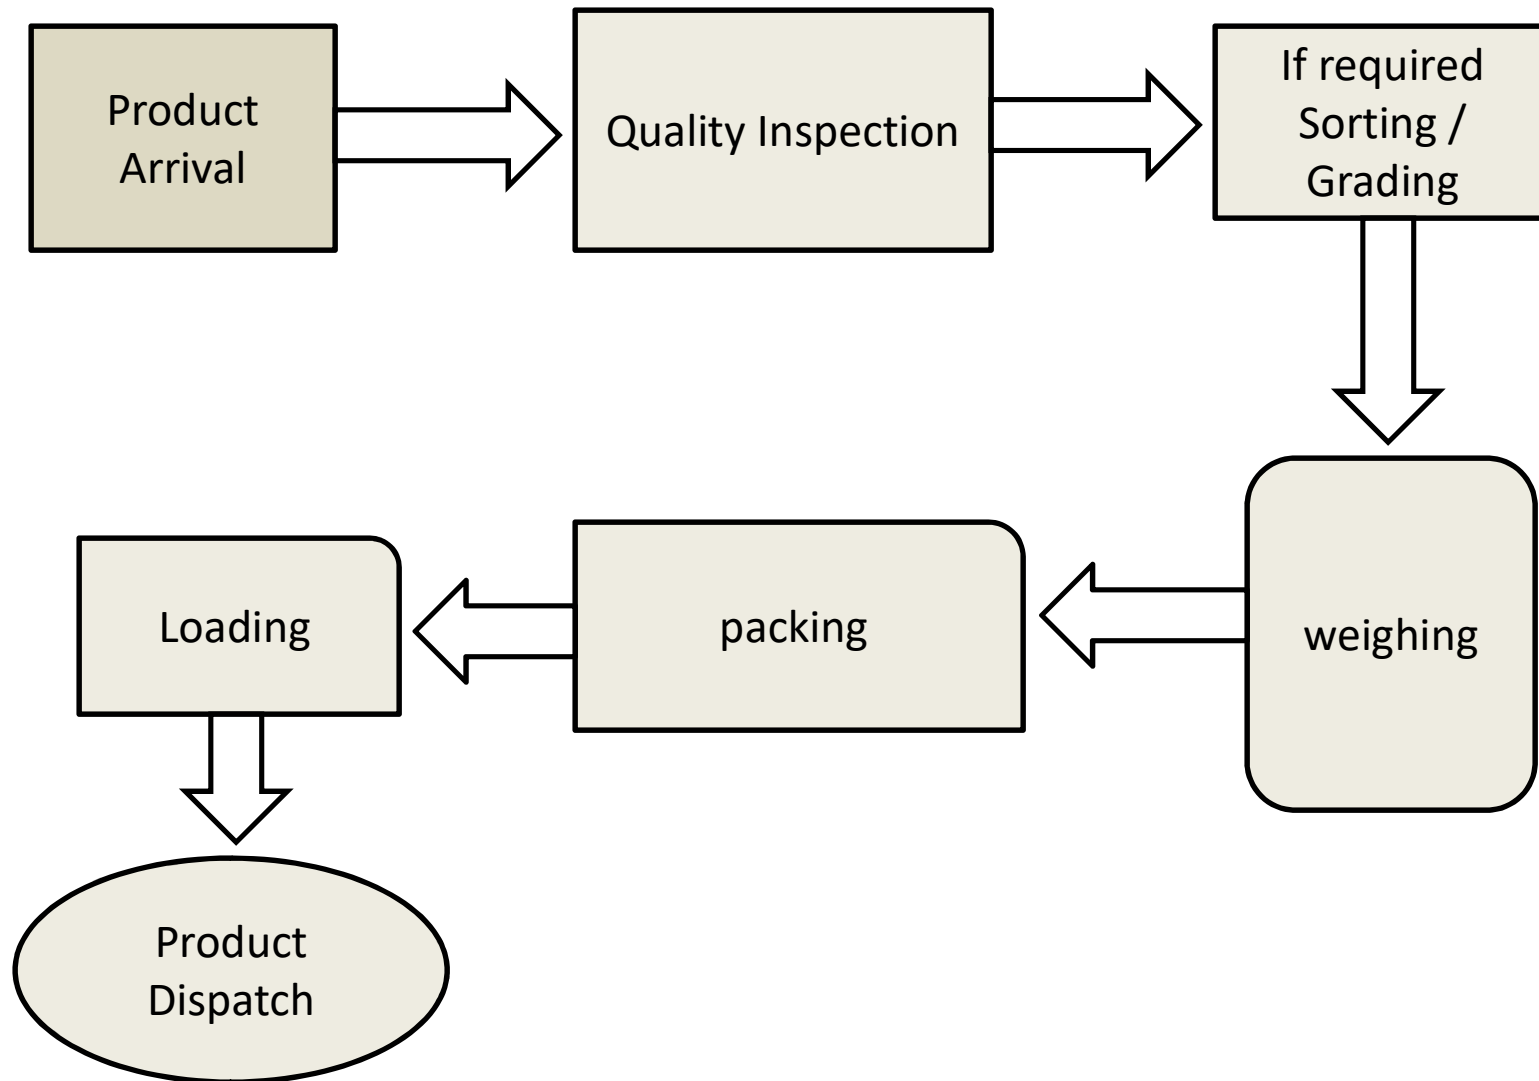 Product
Arrival
Quality Inspection
If required
Sorting /
Grading
weighing
packing
Loading
Product
Dispatch